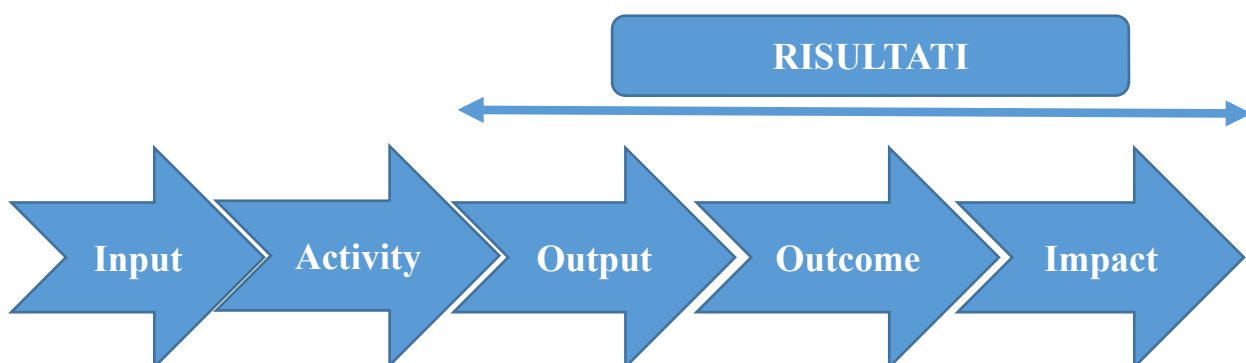 RISULTATI
Input
Activity
Output
Outcome
Impact